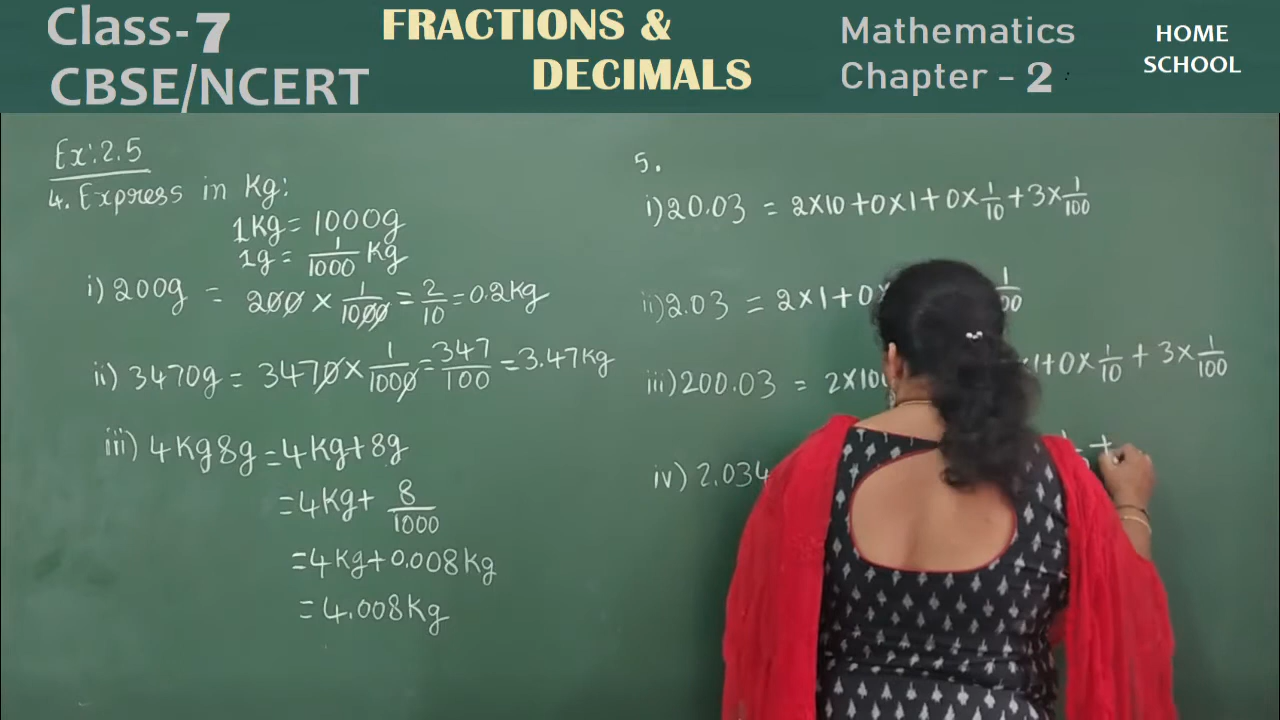 Class-7
CBSE/NCERT
FRACTIONS &
DECIMALS
Mathematics
Chapter - 2
HOME
SCHOOL
Ex:2.5
4. Express in Kg:
1Kg = 1000g
1g = 1/1000 Kg
i) 200g = 200 × 1/1000 = 2/10 = 0.2Kg
ii) 3470g = 3470 × 1/1000 = 347/100 = 3.47Kg
iii) 4Kg8g = 4Kg+8g
= 4Kg + 8/1000
= 4Kg + 0.008Kg
= 4.008Kg
5.
i) 20.03 = 2×10 + 0×1 + 0×1/10 + 3×1/100
ii) 2.03 = 2×1 + 0×
iii) 200.03 = 2×100 ×1 + 0×1/10 + 3×1/100
iv) 2.034 +